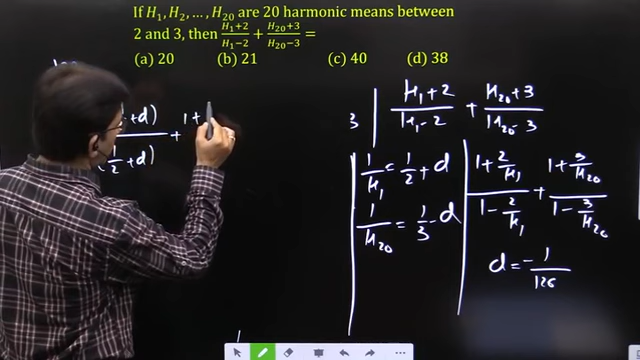 If H₁, H₂, ..., H₂₀ are 20 harmonic means between
2 and 3, then (H₁+2)/(H₁−2) + (H₂₀+3)/(H₂₀−3) =
(a) 20 (b) 21 (c) 40 (d) 38
+d) / (1/2 +d) + 1+
3
(H₁+2)/(H₁-2) + (H₂₀+3)/(H₂₀-3)
1/H₁ = 1/2 + d
1/H₂₀ = 1/3 - d
(1+2/H₁)/(1-2/H₁) + (1+3/H₂₀)/(1-3/H₂₀)
d = -1/126